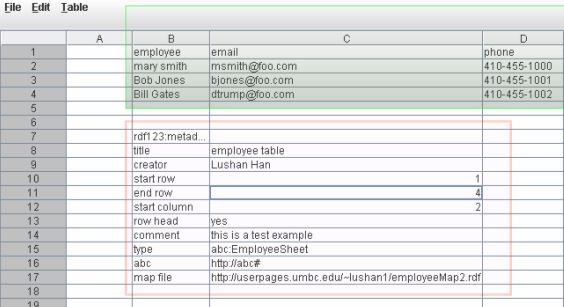 File Edit Table
A B C D
1 employee email phone
2 mary smith msmith@foo.com 410-455-1000
3 Bob Jones bjones@foo.com 410-455-1001
4 Bill Gates dtrump@foo.com 410-455-1002
5
6
7 rdf123:metad...
8 title employee table
9 creator Lushan Han
10 start row 1
11 end row 4
12 start column 2
13 row head yes
14 comment this is a test example
15 type abc:EmployeeSheet
16 abc http://abc#
17 map file http://userpages.umbc.edu/~lushan1/employeeMap2.rdf
18
19